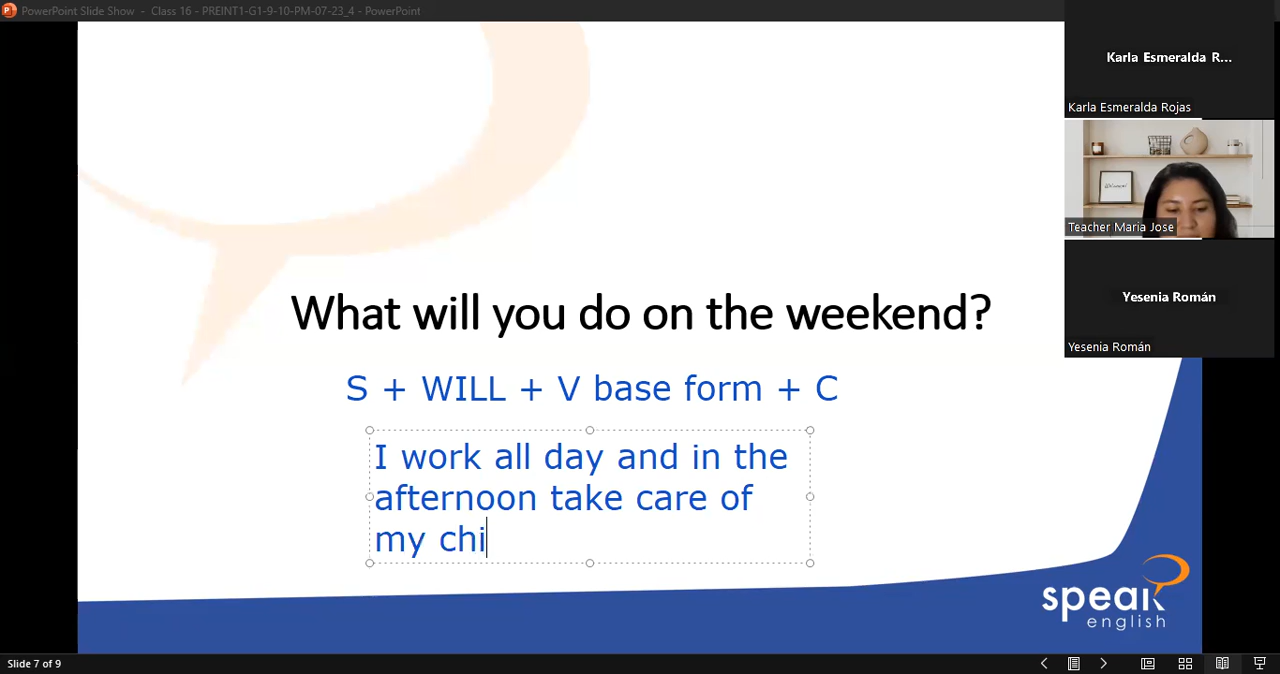 PowerPoint Slide Show - Class 16 - PREINT1-G1-9-10-PM-07-23_4 - PowerPoint
Karla Esmeralda R...
Karla Esmeralda Rojas
Teacher Maria Jose
Yesenia Román
Yesenia Román
What will you do on the weekend?
S + WILL + V base form + C
I work all day and in the
afternoon take care of
my chi
speak
english
Slide 7 of 9